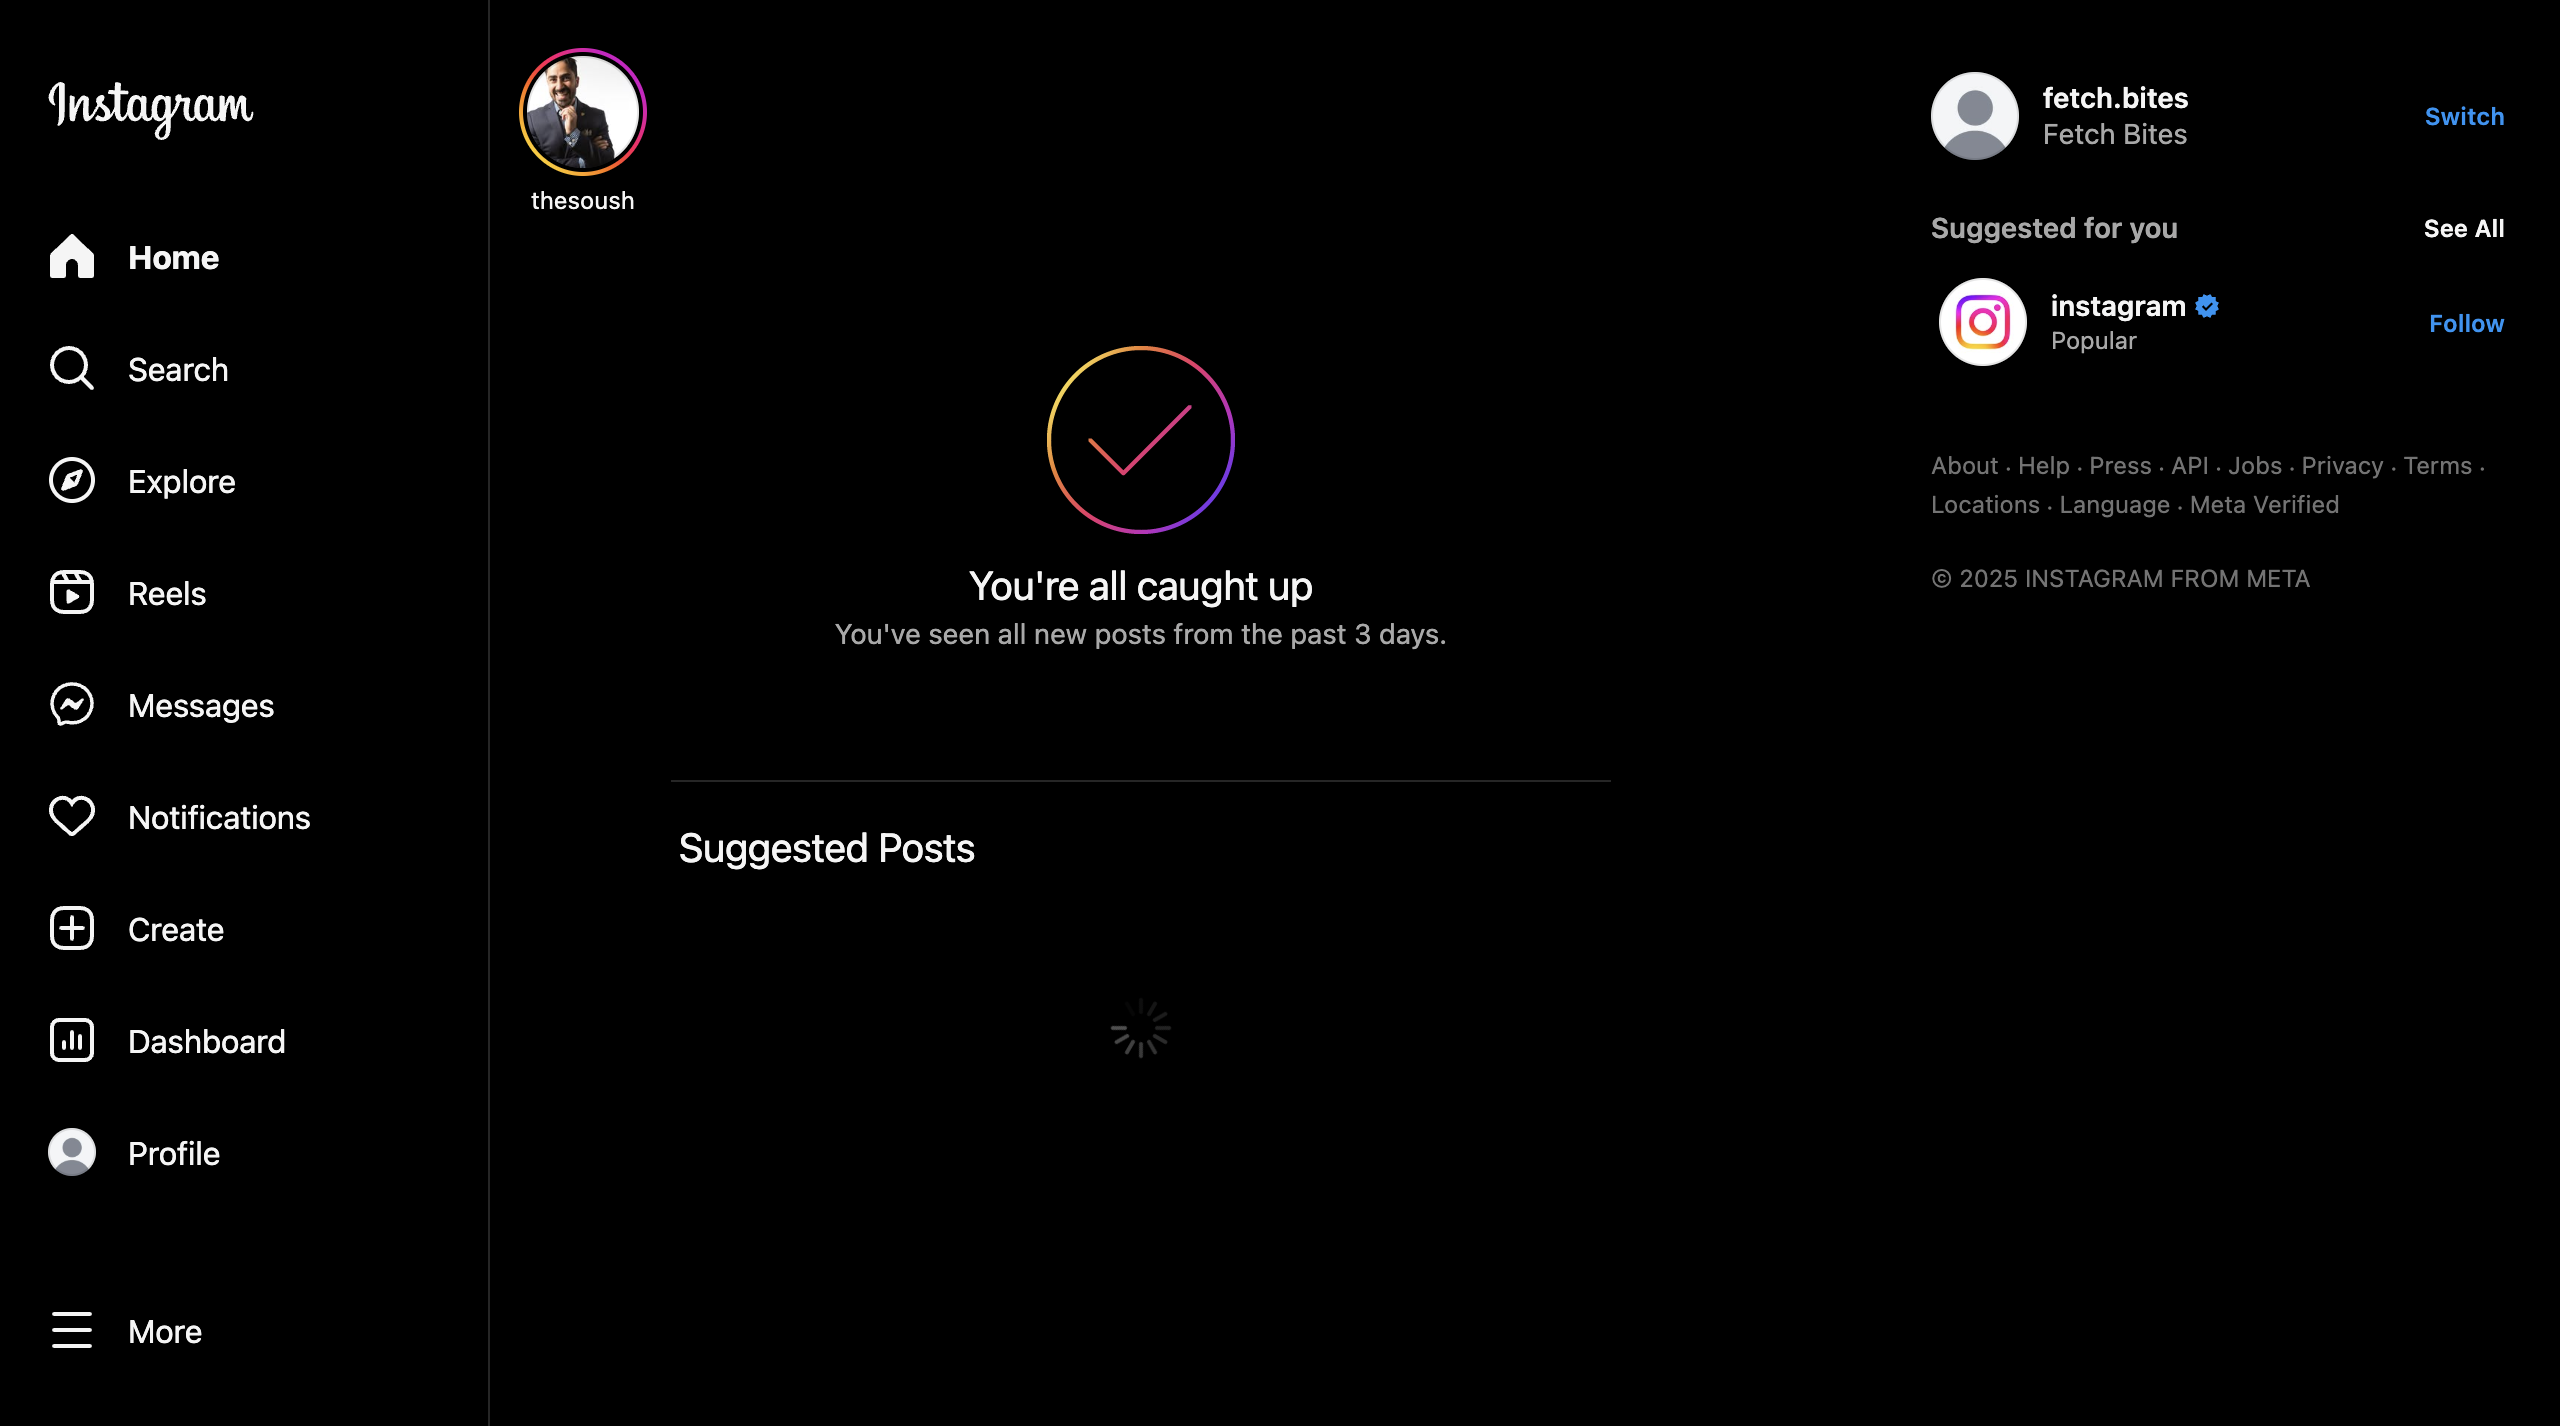 Instagram
Home
Search
Explore
Reels
Messages
Notifications
Create
Dashboard
Profile
More
thesoush
You're all caught up
You've seen all new posts from the past 3 days.
Suggested Posts
fetch.bites
Fetch Bites
Switch
Suggested for you
See All
instagram
Popular
Follow
About · Help · Press · API · Jobs · Privacy · Terms ·
Locations · Language · Meta Verified
© 2025 INSTAGRAM FROM META